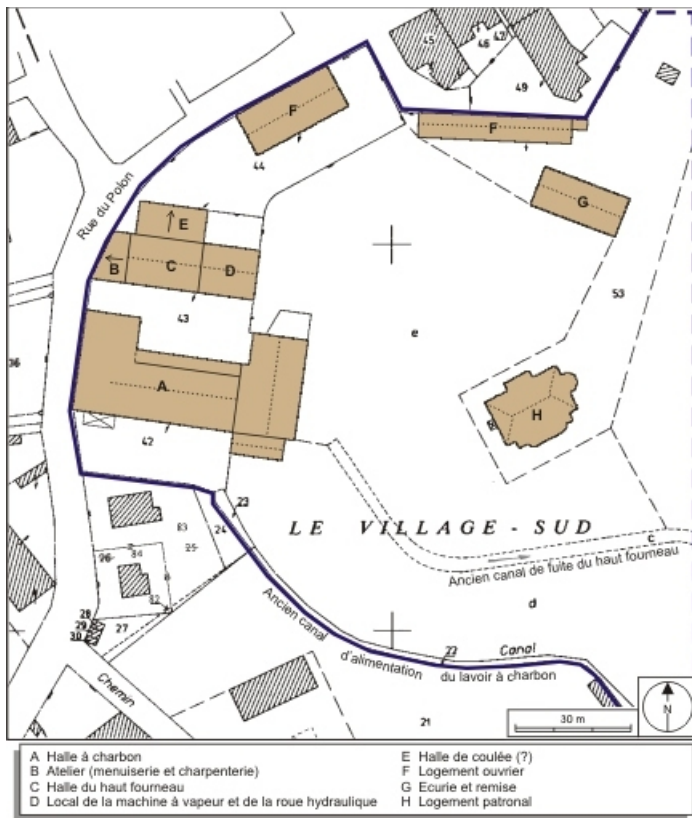 45
46
47
49
F
F
44
Rue du Polon
G
E
B
C
D
53
43
e
36
A
H
42
23
LE VILLAGE - SUD
24
83
25
c
Ancien canal de fuite du haut fourneau
26
84
82
d
28
29
30
27
Ancien canal
d'alimentation
22
Canal
du lavoir à charbon
Chemin
21
30 m
N
A Halle à charbon
B Atelier (menuiserie et charpenterie)
C Halle du haut fourneau
D Local de la machine à vapeur et de la roue hydraulique
E Halle de coulée (?)
F Logement ouvrier
G Ecurie et remise
H Logement patronal